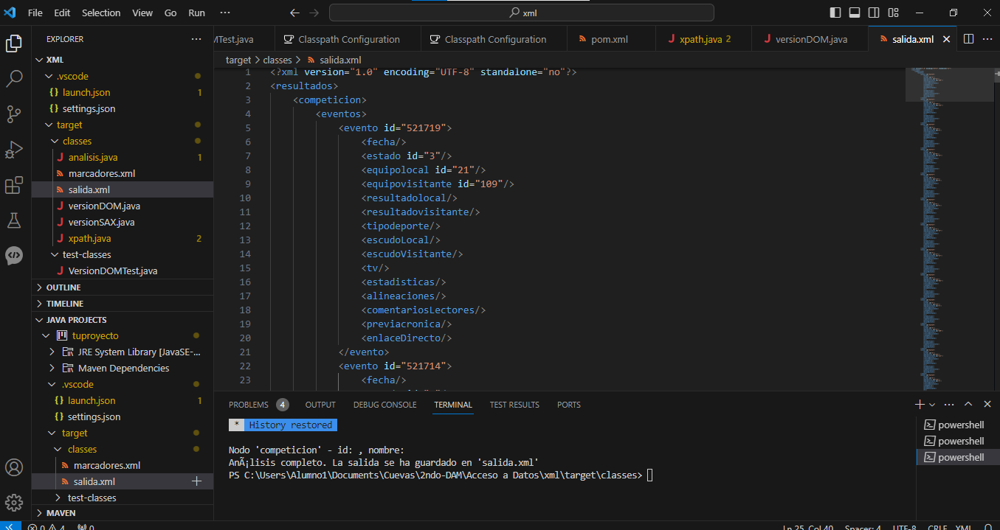 File Edit Selection View Go Run ··· xml
EXPLORER ···
XML
.vscode
launch.json 1
settings.json
target
classes
analisis.java 1
marcadores.xml
salida.xml
versionDOM.java
versionSAX.java
xpath.java 2
test-classes
VersionDOMTest.java
OUTLINE
TIMELINE
JAVA PROJECTS
tuproyecto
JRE System Library [JavaSE-...
Maven Dependencies
.vscode
launch.json 1
settings.json
target
classes
marcadores.xml
salida.xml
test-classes
MAVEN
MTest.java Classpath Configuration Classpath Configuration pom.xml xpath.java 2 versionDOM.java salida.xml
target > classes > salida.xml
1 <?xml version="1.0" encoding="UTF-8" standalone="no"?>
2 <resultados>
3 <competicion>
4 <eventos>
5 <evento id="521719">
6 <fecha/>
7 <estado id="3"/>
8 <equipolocal id="21"/>
9 <equipovisitante id="109"/>
10 <resultadolocal/>
11 <resultadovisitante/>
12 <tipodeporte/>
13 <escudoLocal/>
14 <escudoVisitante/>
15 <tv/>
16 <estadisticas/>
17 <alineaciones/>
18 <comentariosLectores/>
19 <previacronica/>
20 <enlaceDirecto/>
21 </evento>
22 <evento id="521714">
23 <fecha/>
PROBLEMS 4 OUTPUT DEBUG CONSOLE TERMINAL TEST RESULTS PORTS
* History restored
Nodo 'competicion' - id: , nombre:
AnÃ¡lisis completo. La salida se ha guardado en 'salida.xml'
PS C:\Users\Alumno1\Documents\Cuevas\2ndo-DAM\Acceso a Datos\xml\target\classes>
powershell
powershell
powershell
0 4 0 Ln 25, Col 40 Spaces: 4 UTF-8 CRLF XML